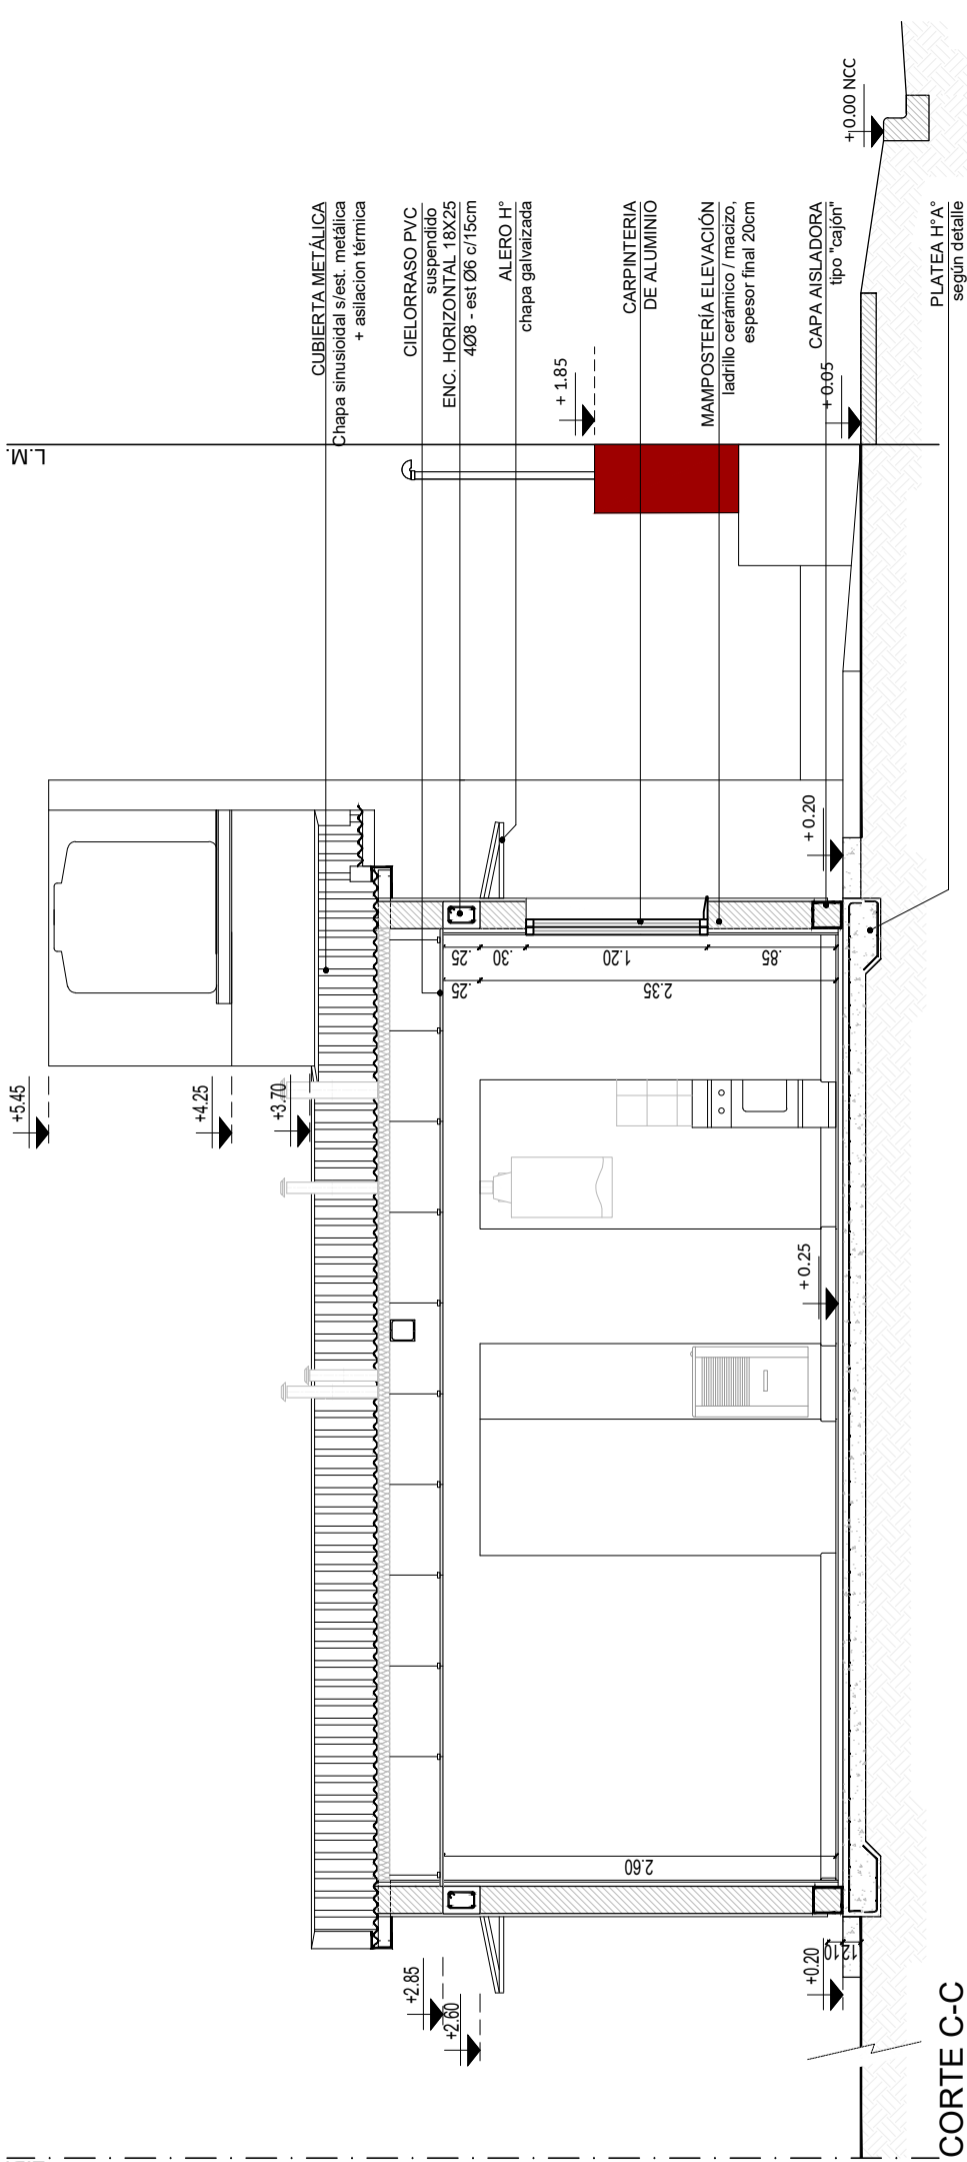 L.M.
+5.45
+4.25
+3.70
CUBIERTA METÁLICA
Chapa sinusioidal s/est. metálica
+ asilacion térmica
CIELORRASO PVC
suspendido
ENC. HORIZONTAL 18X25
4Ø8 - est Ø6 c/15cm
ALERO Hº
chapa galvaizada
+ 1.85
CARPINTERIA
DE ALUMINIO
MAMPOSTERÍA ELEVACIÓN
ladrillo cerámico / macizo,
espesor final 20cm
CAPA AISLADORA
tipo "cajón"
+ 0.05
+ 0.00 NCC
PLATEA HºAº
según detalle
+ 0.20
.25
.30
1.20
.85
.25
2.35
+ 0.25
2.60
+2.85
+2.60
+0.20
.10
.12
CORTE C-C